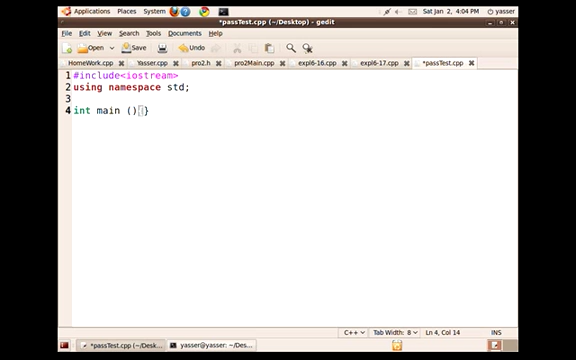 Applications Places System Sat Jan 2, 4:04 PM yasser
*passTest.cpp (~/Desktop) - gedit
File Edit View Search Tools Documents Help
Open Save Undo
HomeWork.cpp Yasser.cpp pro2.h pro2Main.cpp expl6-16.cpp expl6-17.cpp *passTest.cpp
1 #include<iostream>
2 using namespace std;
3
4 int main (){}
C++ Tab Width: 8 Ln 4, Col 14 INS
*passTest.cpp (~/Desk... yasser@yasser: ~/Des...